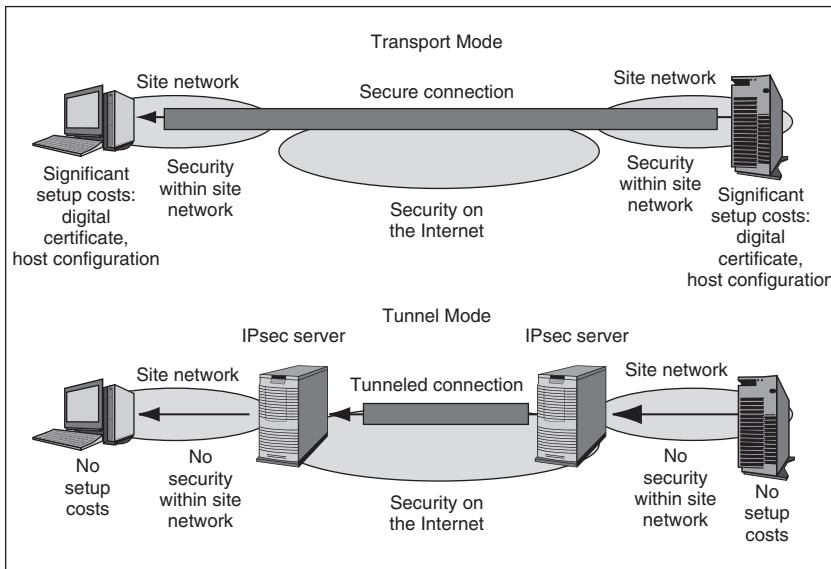 Transport Mode
Site network
Secure connection
Site network
Significant
setup costs:
digital
certificate,
host configuration
Security
within site
network
Security on
the Internet
Security
within site
network
Significant
setup costs:
digital
certificate,
host configuration
Tunnel Mode
IPsec server
IPsec server
Site network
Tunneled connection
Site network
No
setup
costs
No
security
within site
network
Security on
the Internet
No
security
within site
network
No
setup
costs